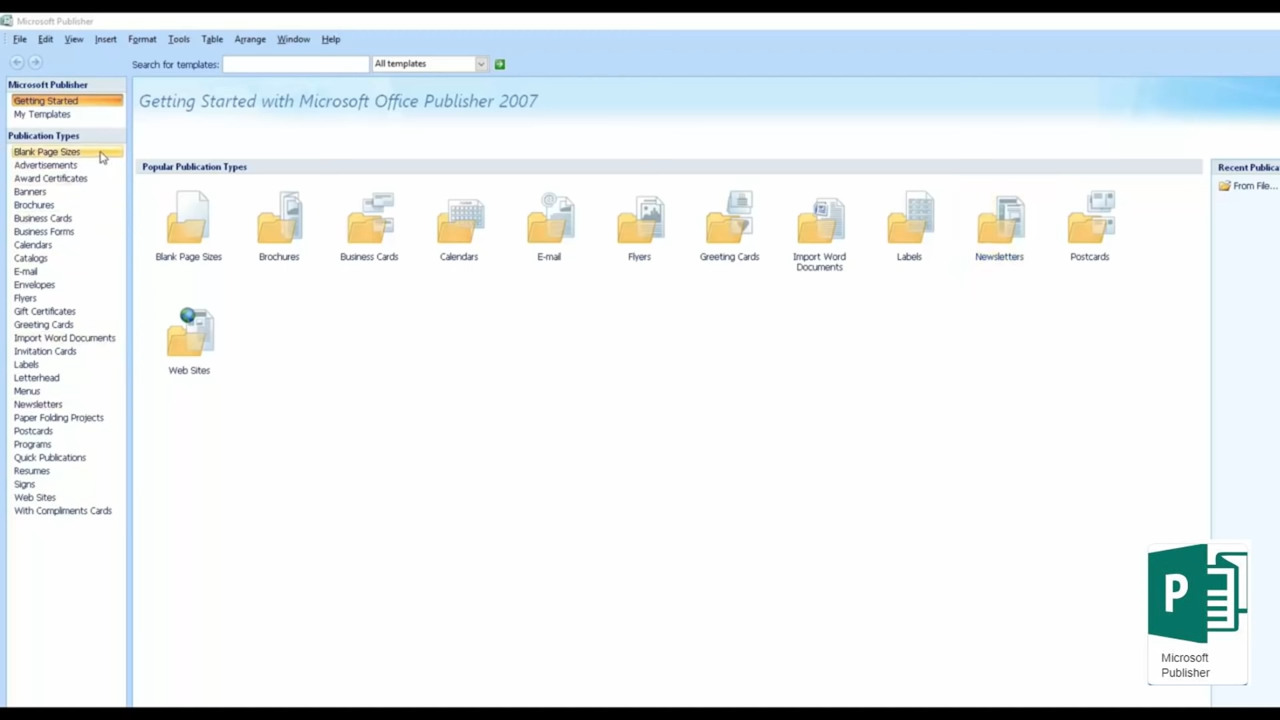 Microsoft Publisher
File Edit View Insert Format Tools Table Arrange Window Help
Search for templates: All templates
Microsoft Publisher
Getting Started
My Templates
Publication Types
Blank Page Sizes
Advertisements
Award Certificates
Banners
Brochures
Business Cards
Business Forms
Calendars
Catalogs
E-mail
Envelopes
Flyers
Gift Certificates
Greeting Cards
Import Word Documents
Invitation Cards
Labels
Letterhead
Menus
Newsletters
Paper Folding Projects
Postcards
Programs
Quick Publications
Resumes
Signs
Web Sites
With Compliments Cards
Getting Started with Microsoft Office Publisher 2007
Popular Publication Types
Blank Page Sizes Brochures Business Cards Calendars E-mail Flyers Greeting Cards Import Word Labels Newsletters Postcards
Documents
Web Sites
Recent Publica
From File...
P
Microsoft
Publisher